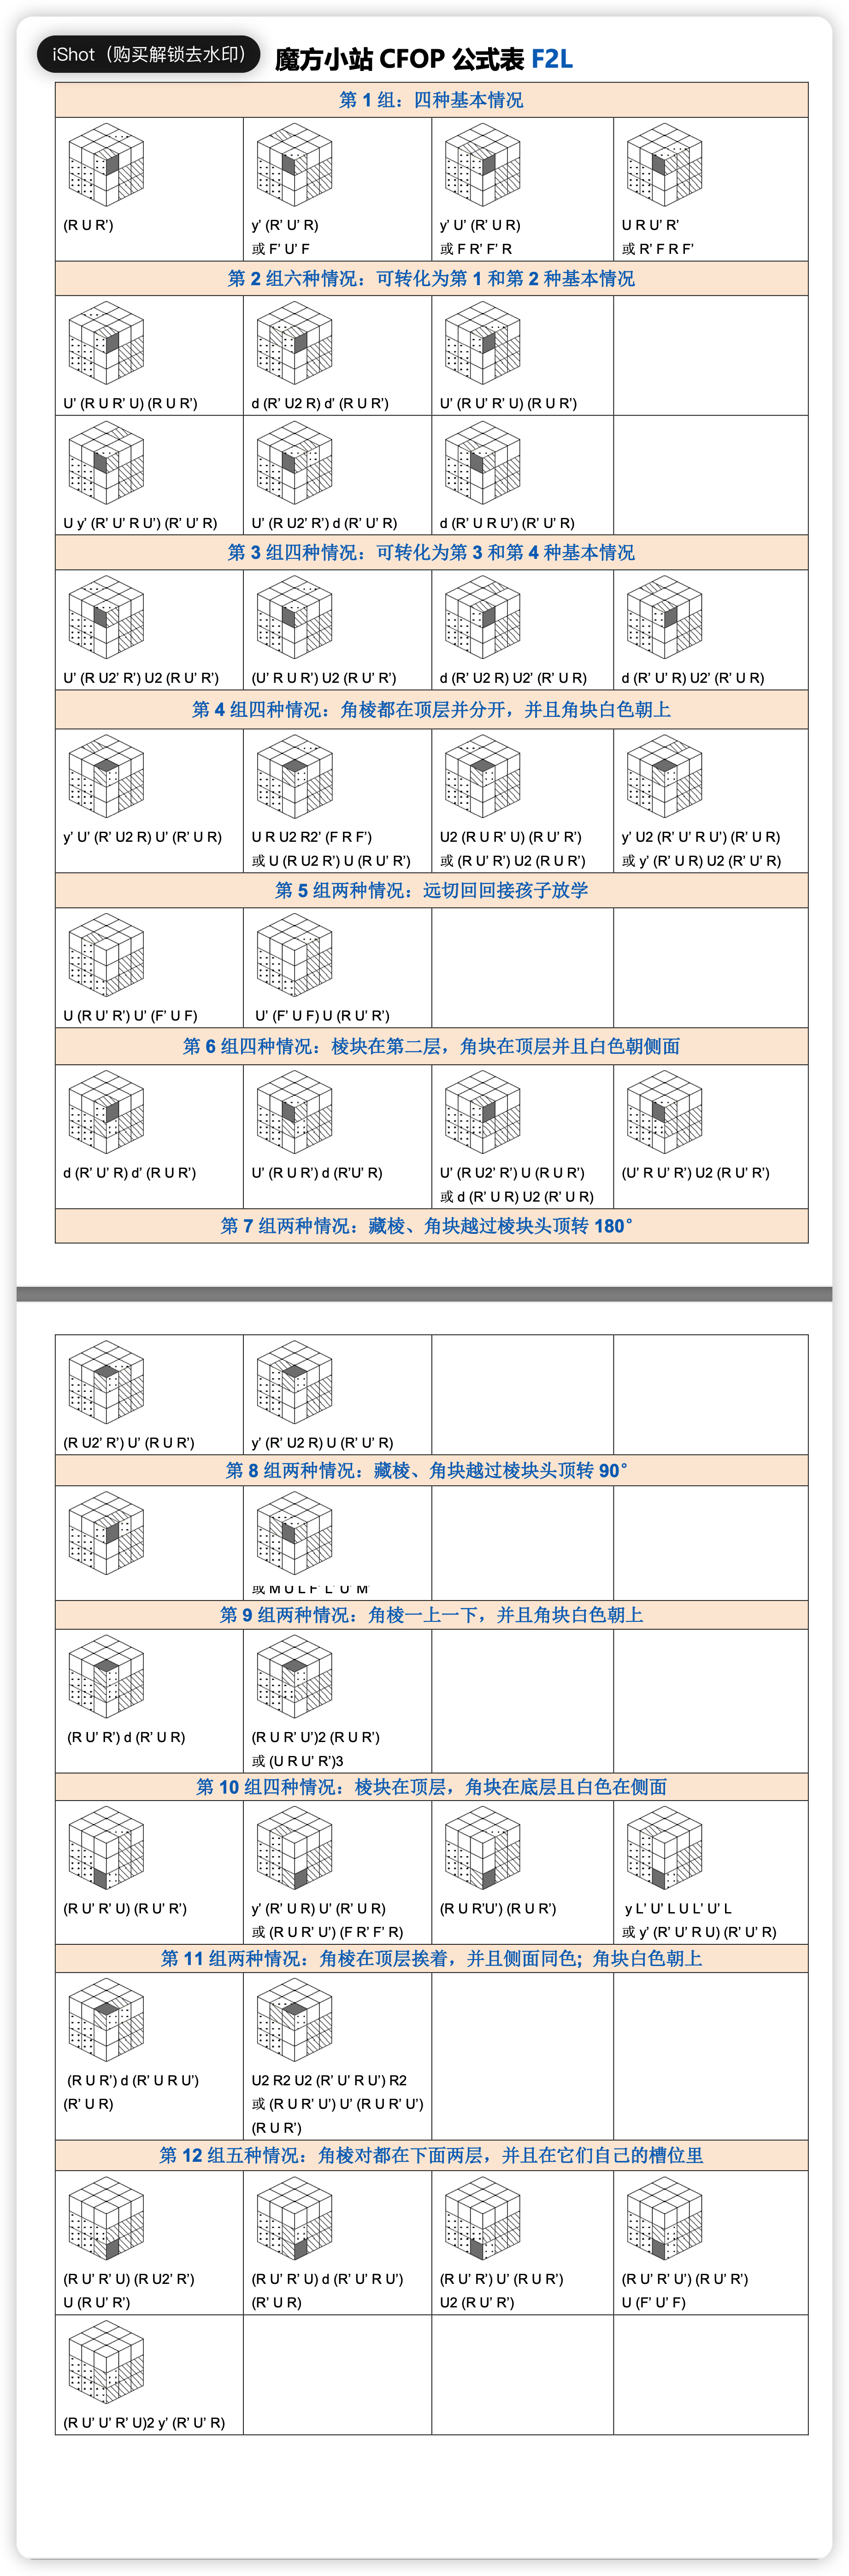 iShot（购买解锁去水印）
魔方小站 CFOP 公式表 F2L
第 1 组：四种基本情况
(R U R’)
y’ (R’ U’ R)
或 F’ U’ F
y’ U’ (R’ U R)
或 F R’ F’ R
U R U’ R’
或 R’ F R F’
第 2 组六种情况：可转化为第 1 和第 2 种基本情况
U’ (R U R’ U) (R U R’)
d (R’ U2 R) d’ (R U R’)
U’ (R U’ R’ U) (R U R’)
U y’ (R’ U’ R U’) (R’ U’ R)
U’ (R U2’ R’) d (R’ U’ R)
d (R’ U R U’) (R’ U’ R)
第 3 组四种情况：可转化为第 3 和第 4 种基本情况
U’ (R U2’ R’) U2 (R U’ R’)
(U’ R U R’) U2 (R U’ R’)
d (R’ U2 R) U2’ (R’ U R)
d (R’ U’ R) U2’ (R’ U R)
第 4 组四种情况：角棱都在顶层并分开，并且角块白色朝上
y’ U’ (R’ U2 R) U’ (R’ U R)
U R U2 R2’ (F R F’)
或 U (R U2 R’) U (R U’ R’)
U2 (R U R’ U) (R U’ R’)
或 (R U’ R’) U2 (R U R’)
y’ U2 (R’ U’ R U’) (R’ U R)
或 y’ (R’ U R) U2 (R’ U’ R)
第 5 组两种情况：远切回回接孩子放学
U (R U’ R’) U’ (F’ U F)
U’ (F’ U F) U (R U’ R’)
第 6 组四种情况：棱块在第二层，角块在顶层并且白色朝侧面
d (R’ U’ R) d’ (R U R’)
U’ (R U R’) d (R’U’ R)
U’ (R U2’ R’) U (R U R’)
或 d (R’ U R) U2 (R’ U R)
(U’ R U’ R’) U2 (R U’ R’)
第 7 组两种情况：藏棱、角块越过棱块头顶转 180°
(R U2’ R’) U’ (R U R’)
y’ (R’ U2 R) U (R’ U’ R)
第 8 组两种情况：藏棱、角块越过棱块头顶转 90°
或 M U L F’ L’ U’ M’
第 9 组两种情况：角棱一上一下，并且角块白色朝上
(R U’ R’) d (R’ U R)
(R U R’ U’)2 (R U R’)
或 (U R U’ R’)3
第 10 组四种情况：棱块在顶层，角块在底层且白色在侧面
(R U’ R’ U) (R U’ R’)
y’ (R’ U R) U’ (R’ U R)
或 (R U R’ U’) (F R’ F’ R)
(R U R’U’) (R U R’)
y L’ U’ L U L’ U’ L
或 y’ (R’ U’ R U) (R’ U’ R)
第 11 组两种情况：角棱在顶层挨着，并且侧面同色; 角块白色朝上
(R U R’) d (R’ U R U’)
(R’ U R)
U2 R2 U2 (R’ U’ R U’) R2
或 (R U R’ U’) U’ (R U R’ U’)
(R U R’)
第 12 组五种情况：角棱对都在下面两层，并且在它们自己的槽位里
(R U’ R’ U) (R U2’ R’)
U (R U’ R’)
(R U’ R’ U) d (R’ U’ R U’)
(R’ U R)
(R U’ R’) U’ (R U R’)
U2 (R U’ R’)
(R U’ R’ U’) (R U’ R’)
U (F’ U’ F)
(R U’ U’ R’ U)2 y’ (R’ U’ R)